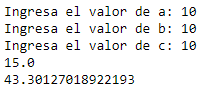 Ingresa el valor de a: 10
Ingresa el valor de b: 10
Ingresa el valor de c: 10
15.0
43.30127018922193